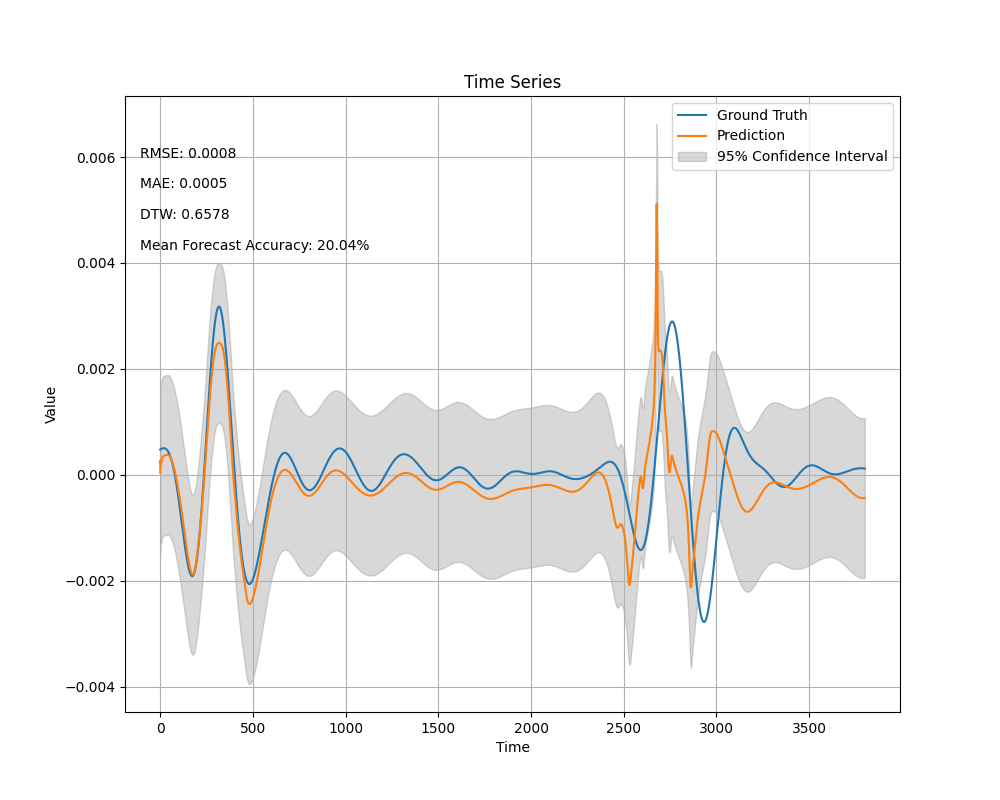 Time Series
Ground Truth
Prediction
95% Confidence Interval
RMSE: 0.0008
MAE: 0.0005
DTW: 0.6578
Mean Forecast Accuracy: 20.04%
Value
0.006
0.004
0.002
0.000
−0.002
−0.004
0 500 1000 1500 2000 2500 3000 3500
Time